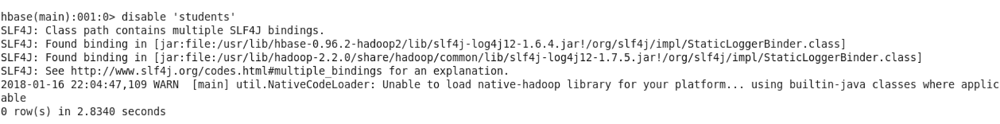 hbase(main):001:0> disable 'students'
SLF4J: Class path contains multiple SLF4J bindings.
SLF4J: Found binding in [jar:file:/usr/lib/hbase-0.96.2-hadoop2/lib/slf4j-log4j12-1.6.4.jar!/org/slf4j/impl/StaticLoggerBinder.class]
SLF4J: Found binding in [jar:file:/usr/lib/hadoop-2.2.0/share/hadoop/common/lib/slf4j-log4j12-1.7.5.jar!/org/slf4j/impl/StaticLoggerBinder.class]
SLF4J: See http://www.slf4j.org/codes.html#multiple_bindings for an explanation.
2018-01-16 22:04:47,109 WARN  [main] util.NativeCodeLoader: Unable to load native-hadoop library for your platform... using builtin-java classes where applic
able
0 row(s) in 2.8340 seconds